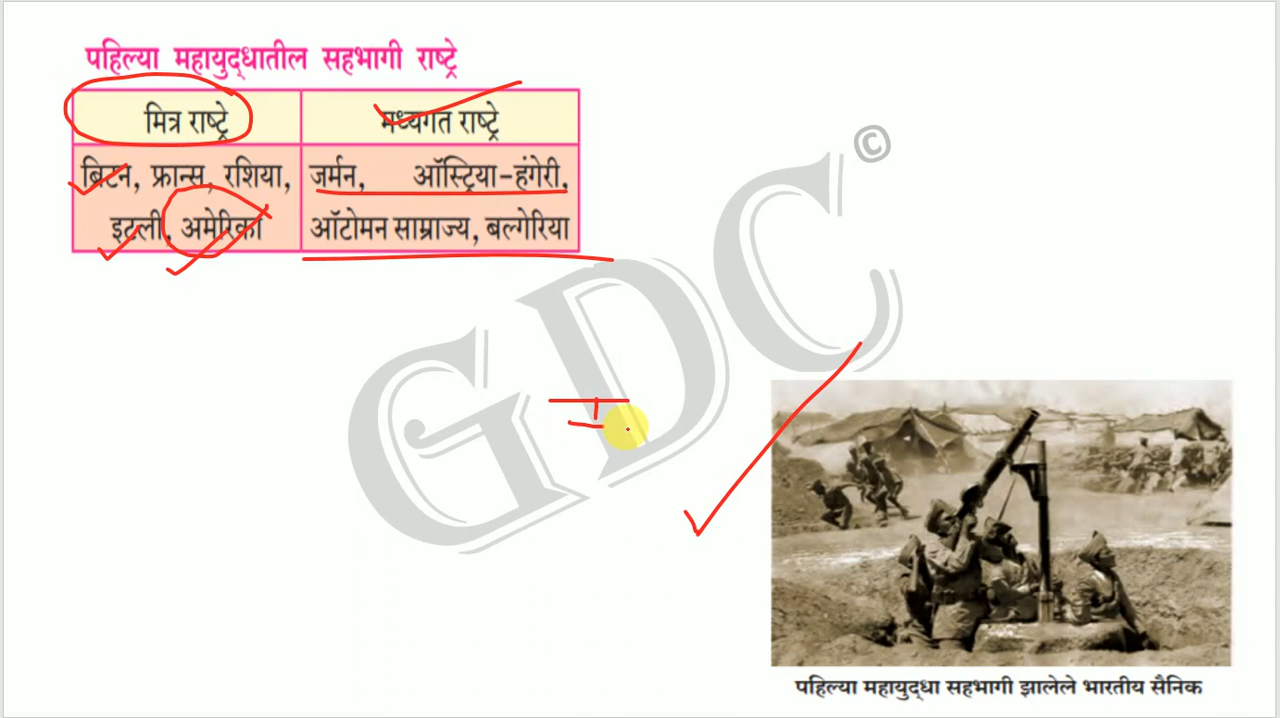 पहिल्या महायुद्धातील सहभागी राष्ट्रे
मित्र राष्ट्रे
मध्यगत राष्ट्रे
ब्रिटन, फ्रान्स, रशिया,
इटली, अमेरिका
जर्मन, ऑस्ट्रिया-हंगेरी,
ऑटोमन साम्राज्य, बल्गेरिया
GDC©
पहिल्या महायुद्धा सहभागी झालेले भारतीय सैनिक